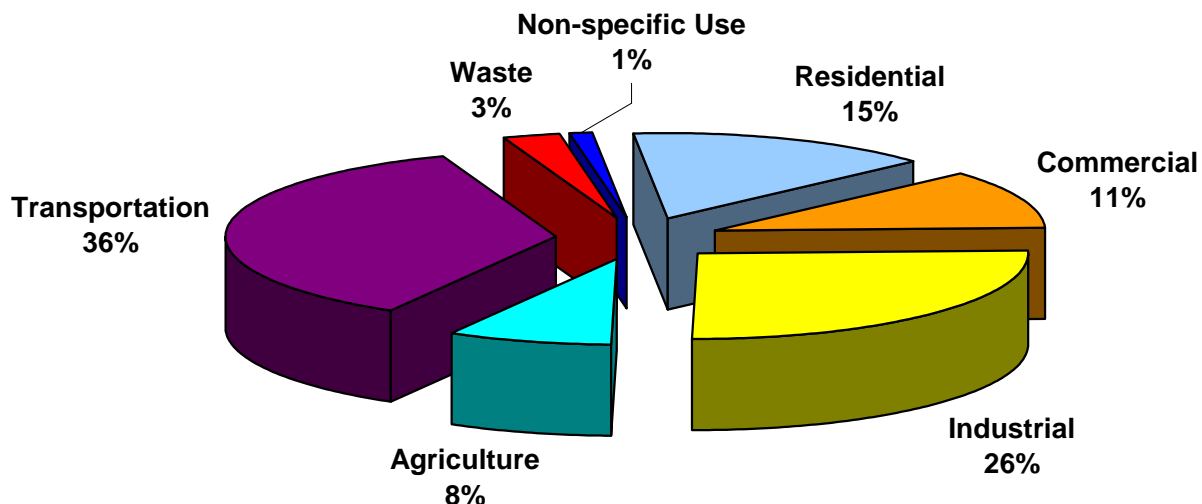 Non-specific Use
1%
Waste
3%
Residential
15%
Commercial
11%
Transportation
36%
Industrial
26%
Agriculture
8%